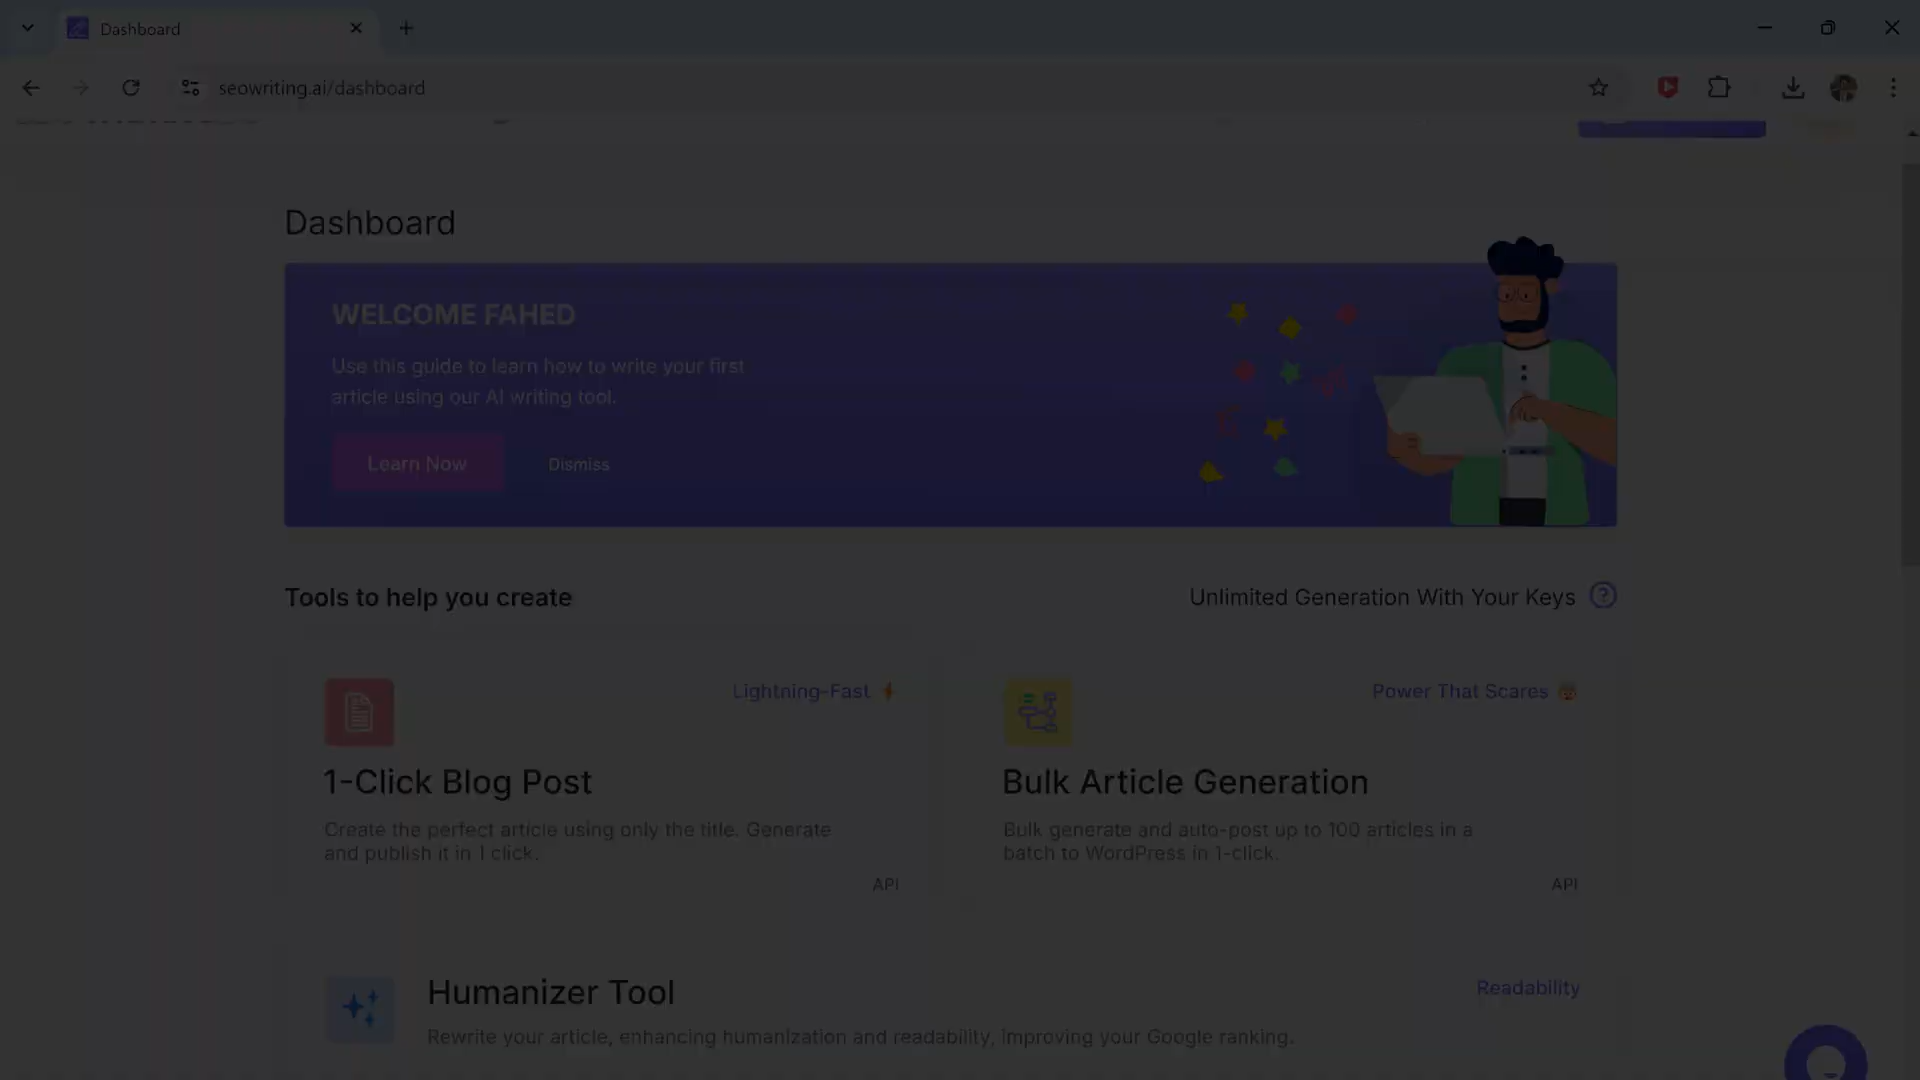 Dashboard
seowriting.ai/dashboard
Dashboard
WELCOME FAHED
Use this guide to learn how to write your first
article using our AI writing tool.
Learn Now
Dismiss
Tools to help you create
Unlimited Generation With Your Keys
Lightning-Fast
1-Click Blog Post
Create the perfect article using only the title. Generate
and publish it in 1 click.
API
Power That Scares
Bulk Article Generation
Bulk generate and auto-post up to 100 articles in a
batch to WordPress in 1-click.
API
Humanizer Tool
Readability
Rewrite your article, enhancing humanization and readability, improving your Google ranking.